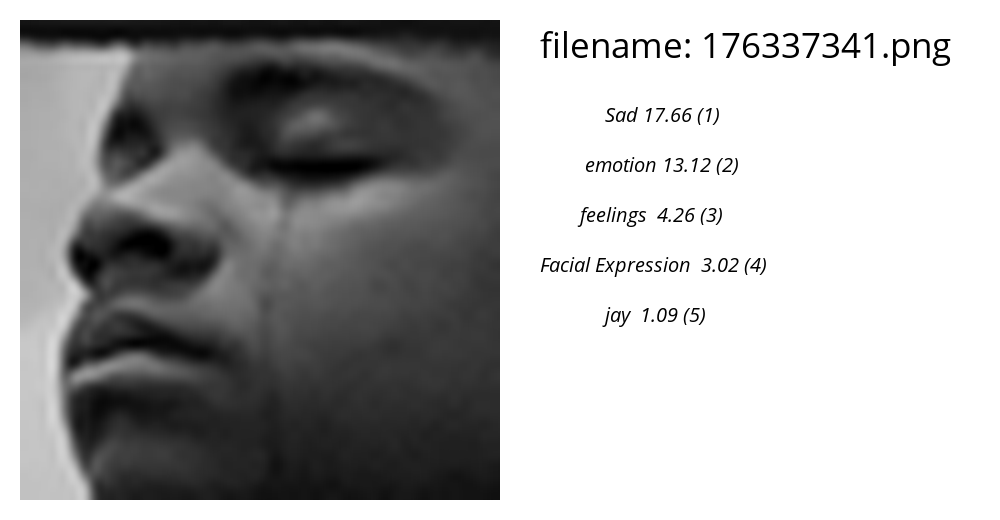 filename: 176337341.png
Sad 17.66 (1)
emotion 13.12 (2)
feelings 4.26 (3)
Facial Expression 3.02 (4)
jay 1.09 (5)